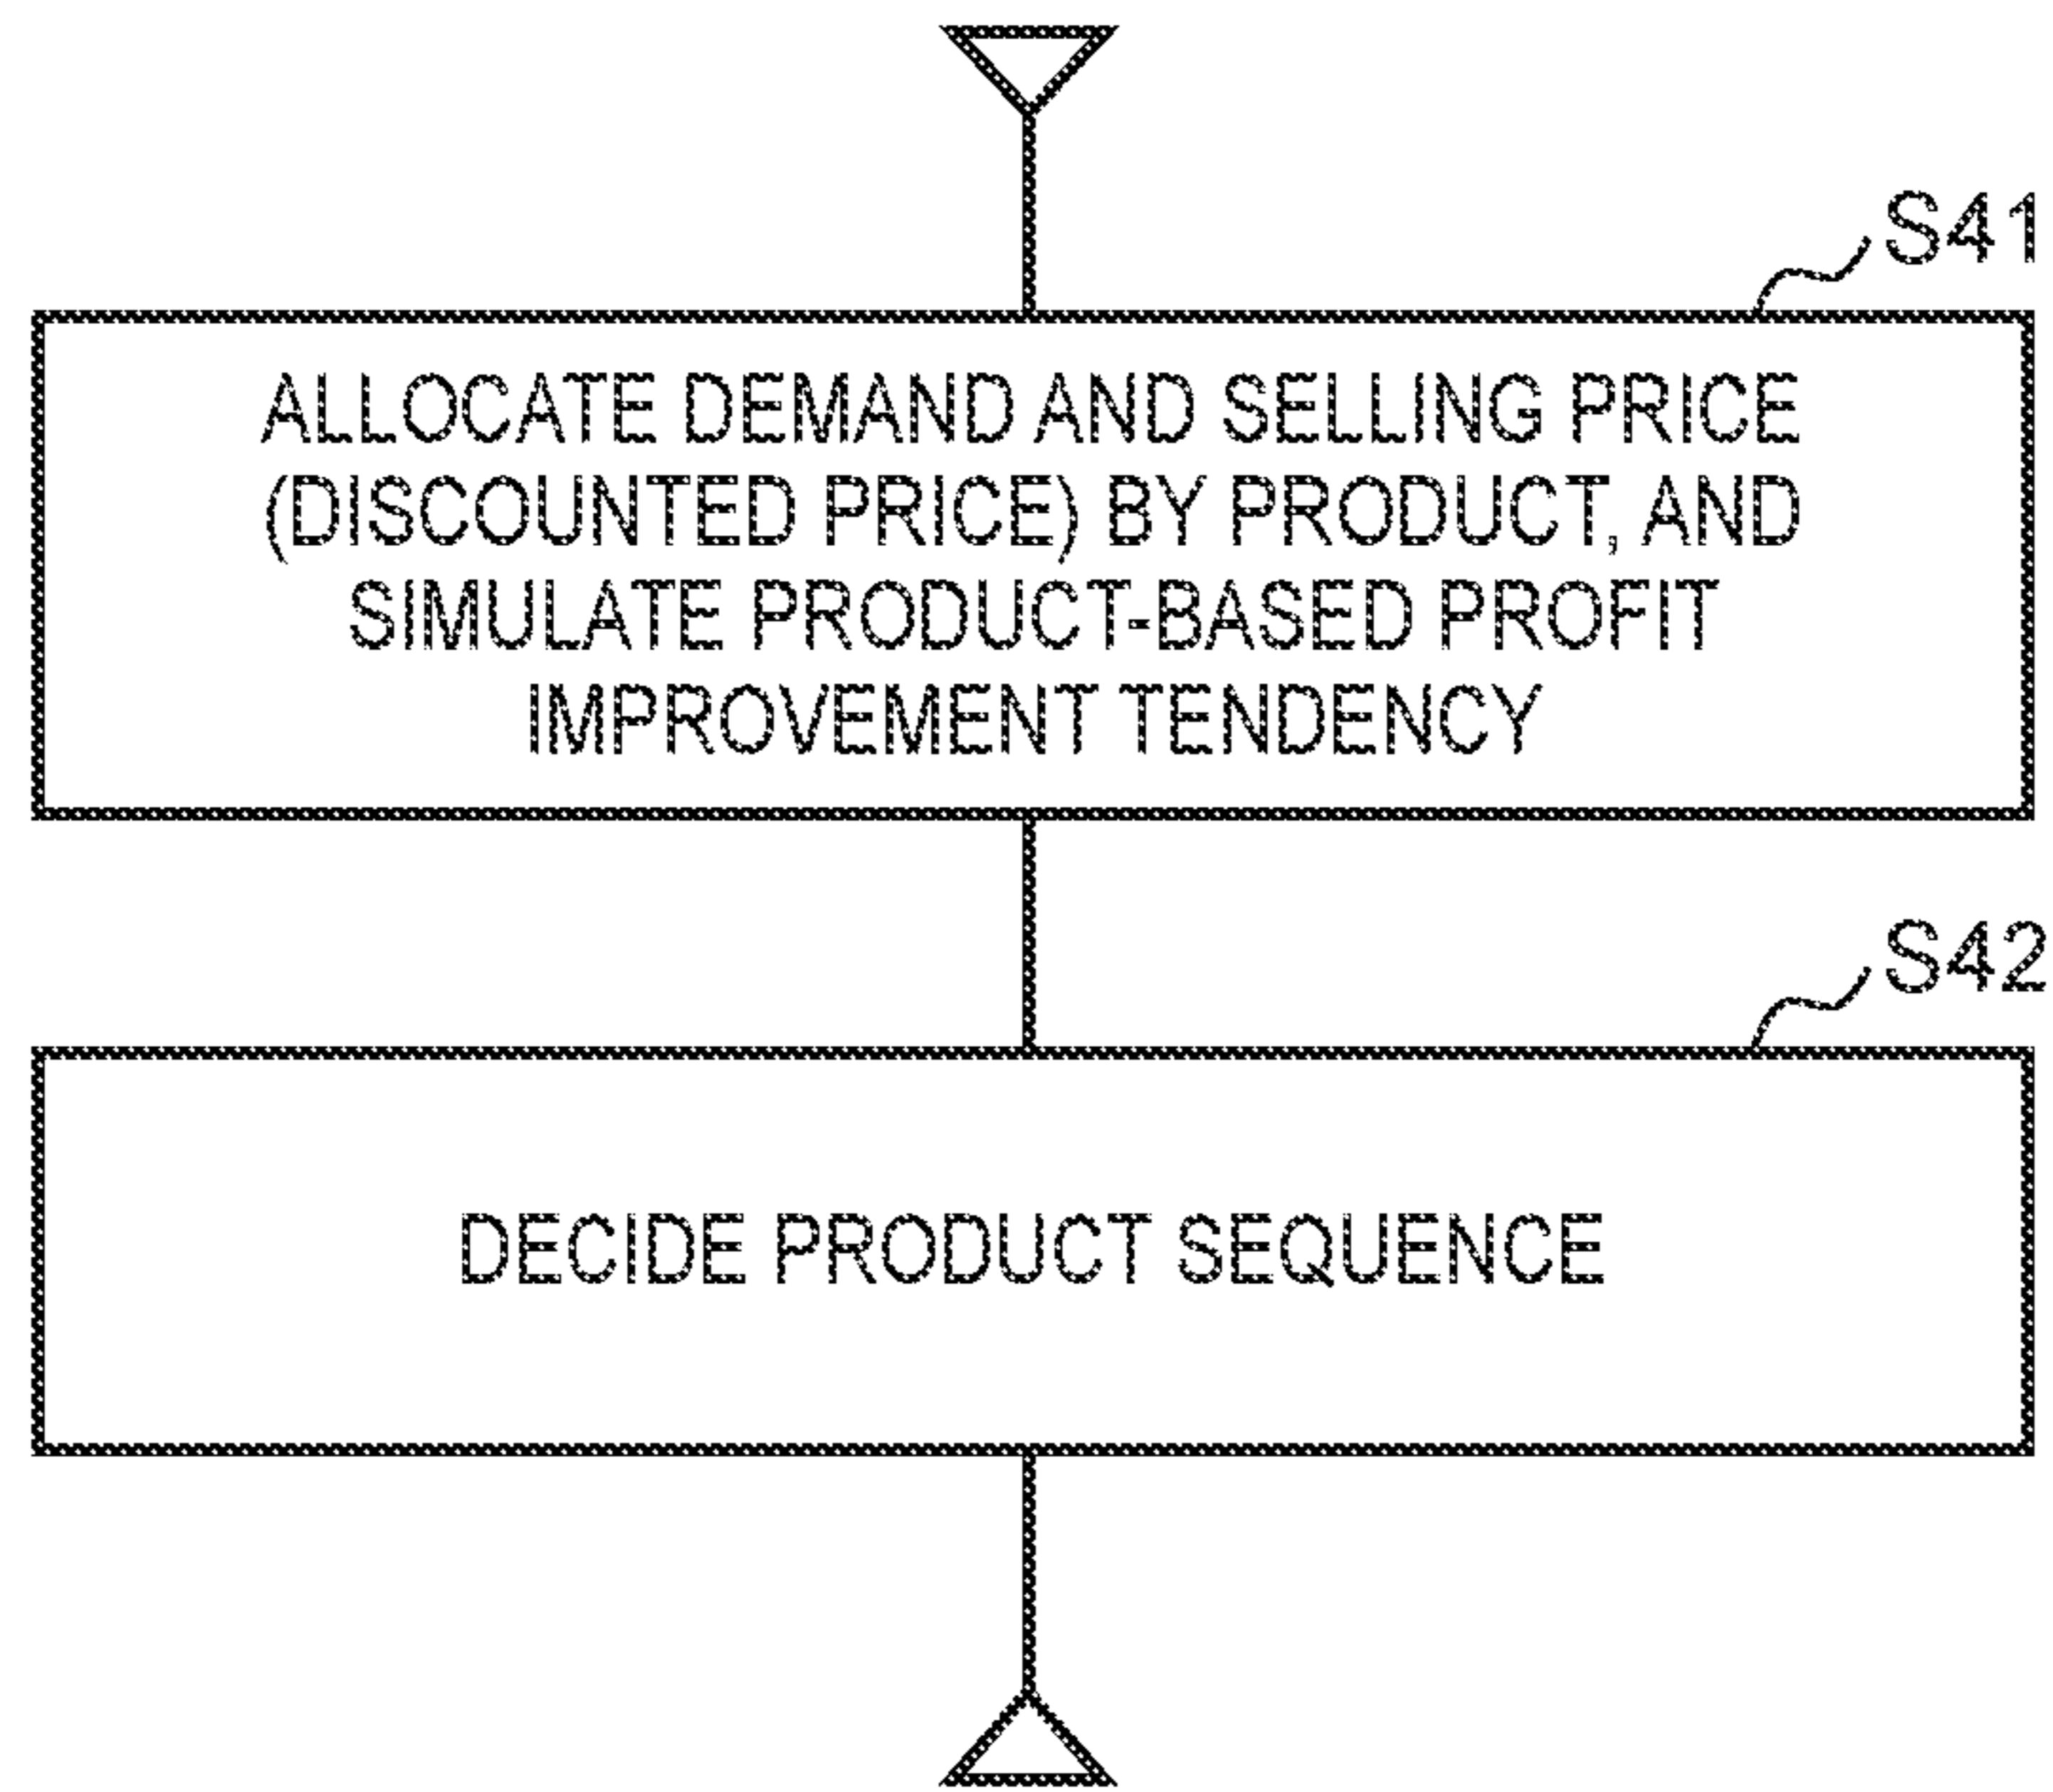 S41
ALLOCATE DEMAND AND SELLING PRICE
(DISCOUNTED PRICE) BY PRODUCT, AND
SIMULATE PRODUCT-BASED PROFIT
IMPROVEMENT TENDENCY
S42
DECIDE PRODUCT SEQUENCE